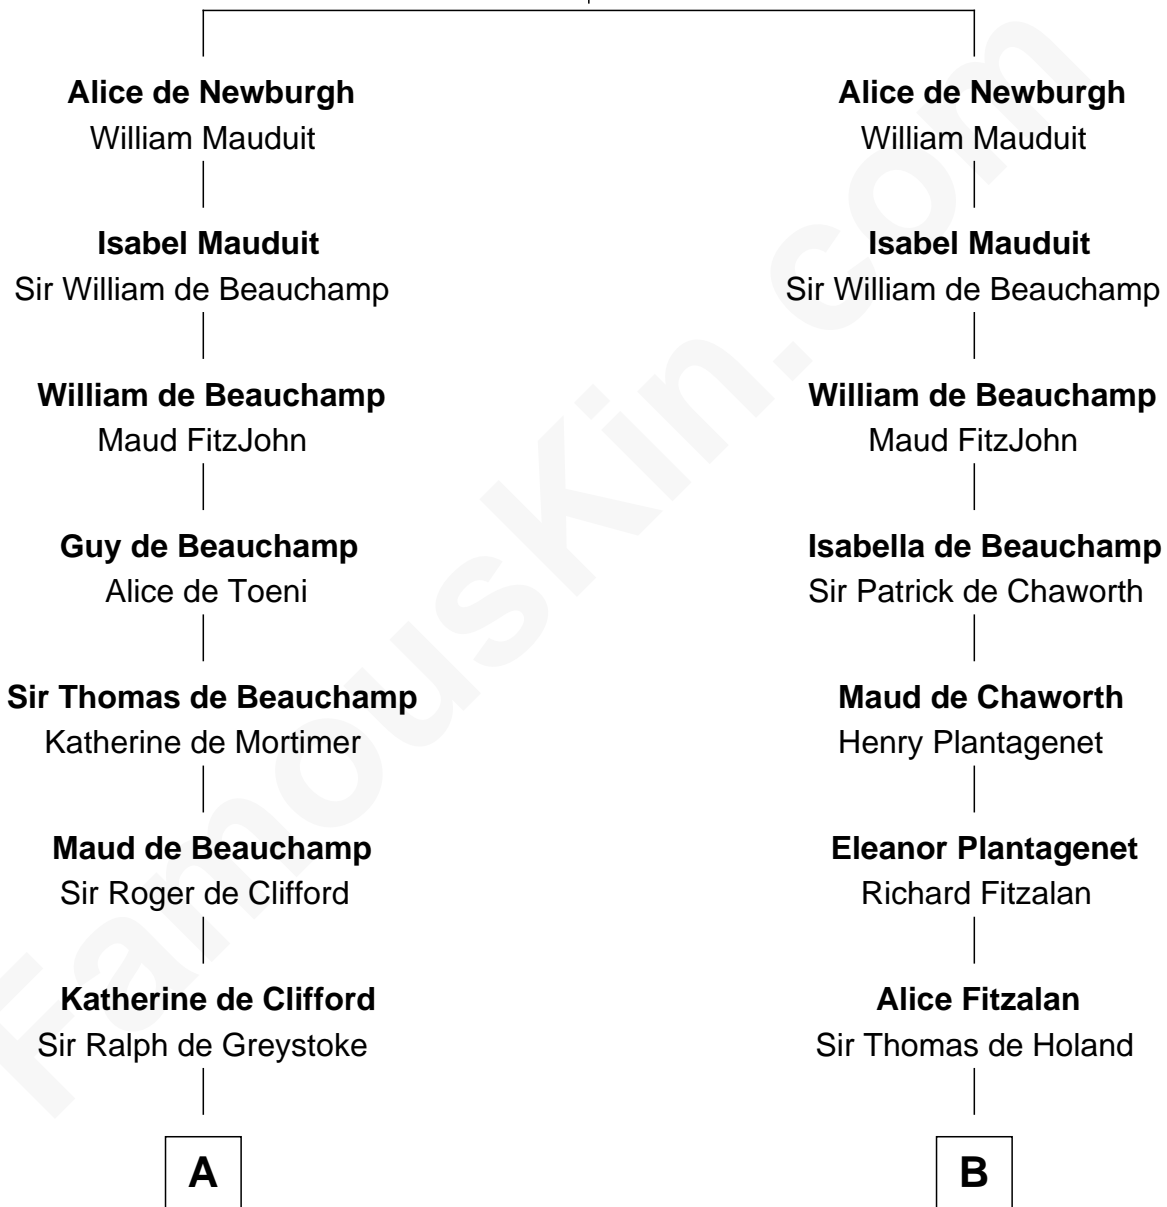 Alice de Newburgh
William Mauduit
Isabel Mauduit
Sir William de Beauchamp
William de Beauchamp
Maud FitzJohn
Guy de Beauchamp
Alice de Toeni
Sir Thomas de Beauchamp
Katherine de Mortimer
Maud de Beauchamp
Sir Roger de Clifford
Katherine de Clifford
Sir Ralph de Greystoke
A
Alice de Newburgh
William Mauduit
Isabel Mauduit
Sir William de Beauchamp
William de Beauchamp
Maud FitzJohn
Isabella de Beauchamp
Sir Patrick de Chaworth
Maud de Chaworth
Henry Plantagenet
Eleanor Plantagenet
Richard Fitzalan
Alice Fitzalan
Sir Thomas de Holand
B
FamousKin.com